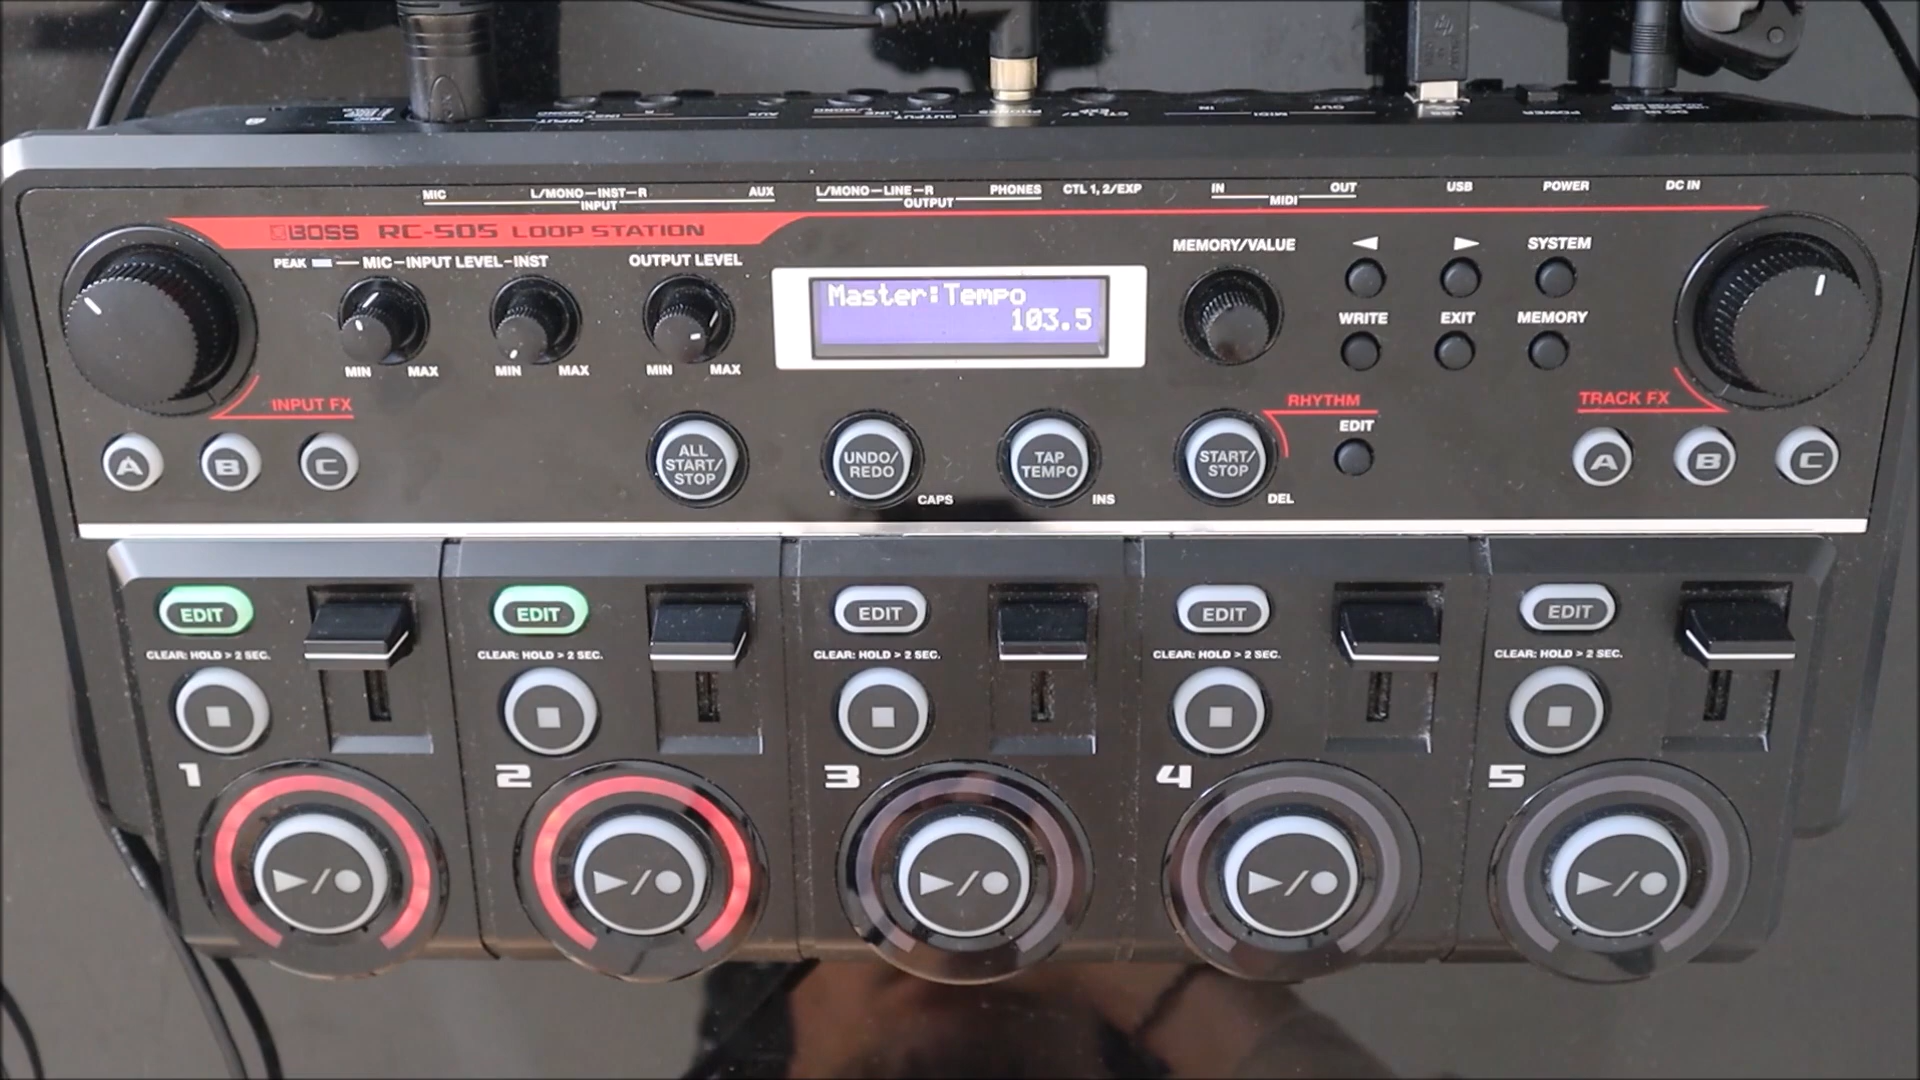 MIC L/MONO—INST—R AUX L/MONO—LINE—R PHONES CTL 1, 2/EXP IN OUT USB POWER DC IN
INPUT OUTPUT MIDI
BOSS RC-505 LOOP STATION
PEAK MIC—INPUT LEVEL—INST OUTPUT LEVEL MEMORY/VALUE SYSTEM
Master:Tempo
103.5
WRITE EXIT MEMORY
MIN MAX MIN MAX MIN MAX
INPUT FX RHYTHM TRACK FX
EDIT
A B C ALL START/STOP UNDO/REDO TAP TEMPO START/STOP A B C
CAPS INS DEL
EDIT EDIT EDIT EDIT EDIT
CLEAR: HOLD > 2 SEC. CLEAR: HOLD > 2 SEC. CLEAR: HOLD > 2 SEC. CLEAR: HOLD > 2 SEC. CLEAR: HOLD > 2 SEC.
1 2 3 4 5